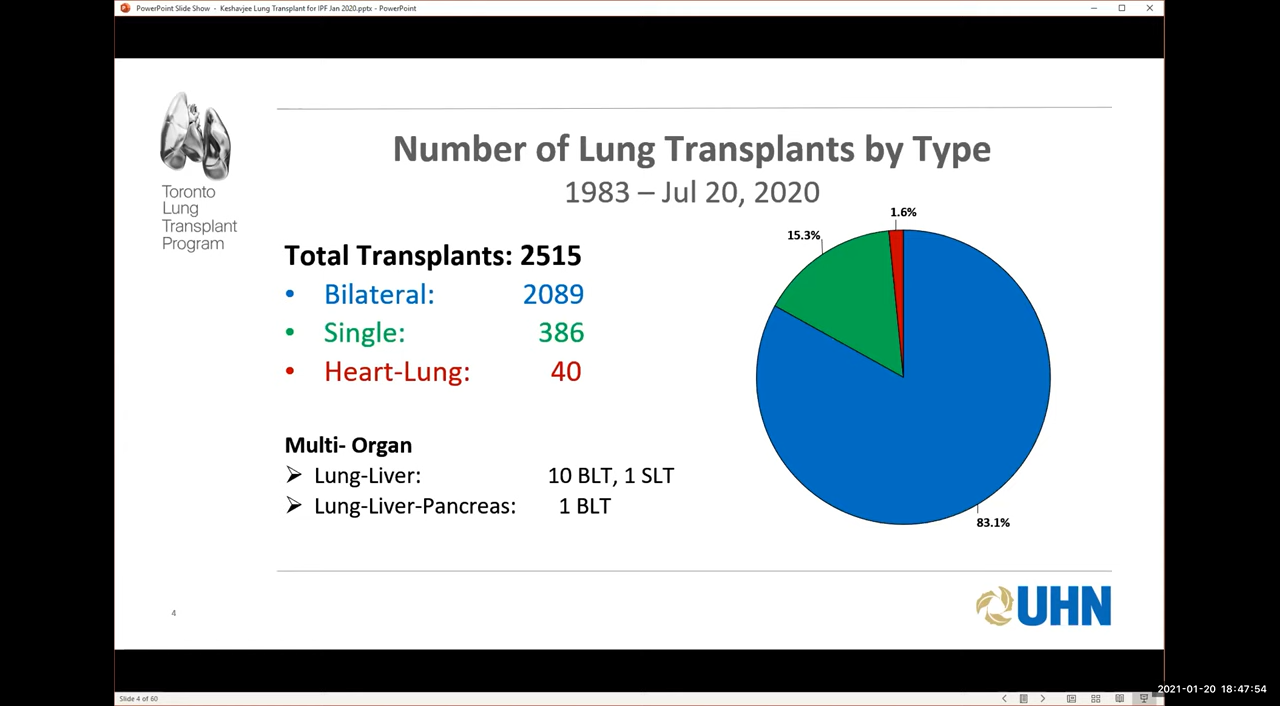 PowerPoint Slide Show - Keshavjee Lung Transplant for IPF Jan 2020.pptx - PowerPoint
Toronto
Lung
Transplant
Program
Number of Lung Transplants by Type
1983 – Jul 20, 2020
Total Transplants: 2515
• Bilateral: 2089
• Single: 386
• Heart-Lung: 40
Multi- Organ
➢ Lung-Liver: 10 BLT, 1 SLT
➢ Lung-Liver-Pancreas: 1 BLT
1.6%
15.3%
83.1%
4
UHN
Slide 4 of 60
2021-01-20 18:47:54